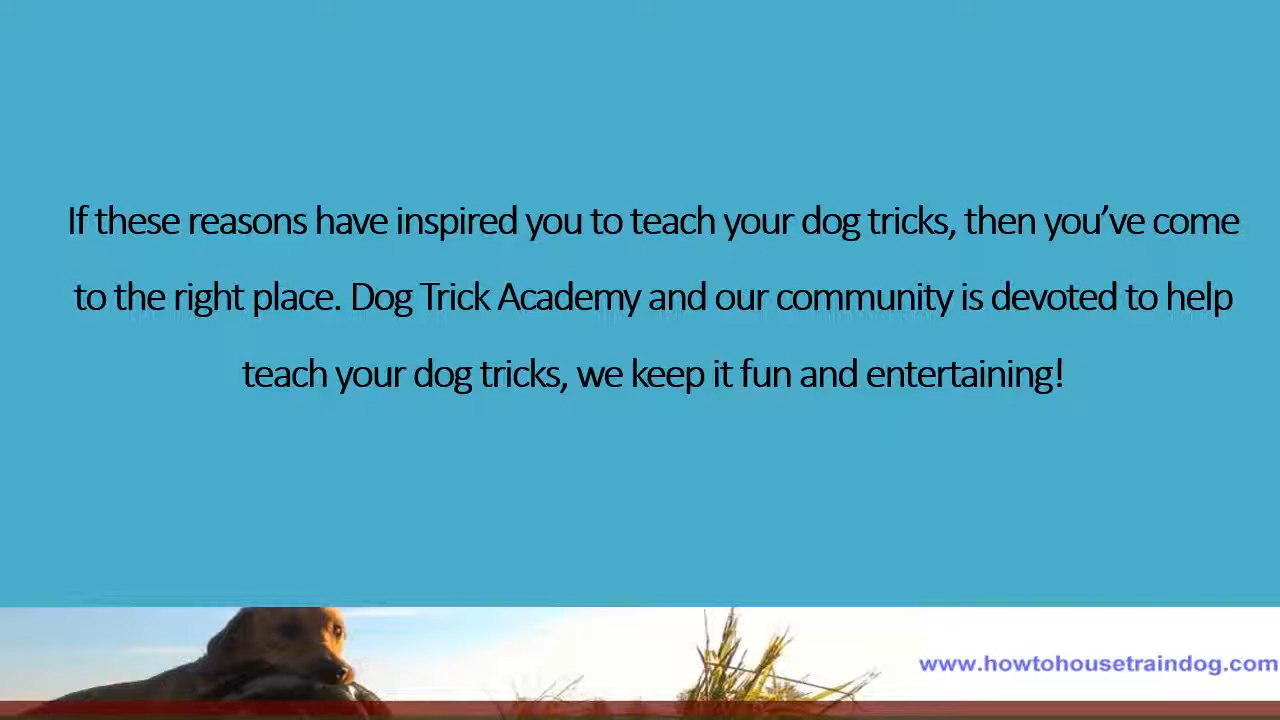 If these reasons have inspired you to teach your dog tricks, then you’ve come
to the right place. Dog Trick Academy and our community is devoted to help
teach your dog tricks, we keep it fun and entertaining!
www.howtohousetraindog.com